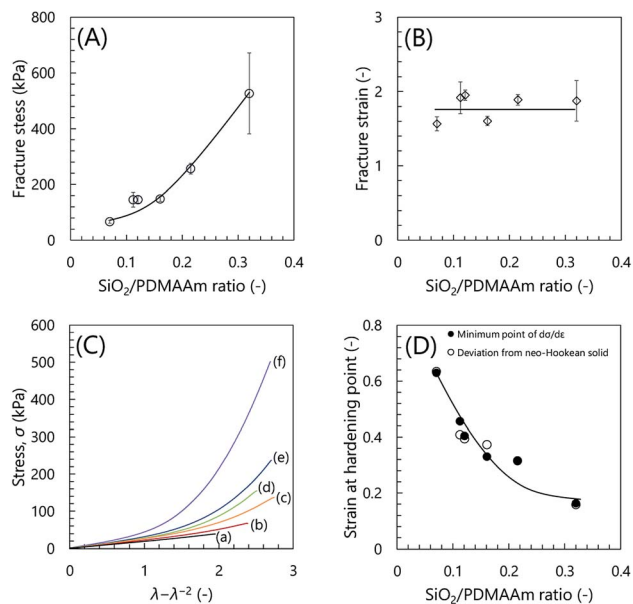 (A)
800
600
400
200
0
0
0.1
0.2
0.3
0.4
Fracture stess (kPa)
SiO2/PDMAAm ratio (-)
(B)
3
2
1
0
0
0.1
0.2
0.3
0.4
Fracture strain (-)
SiO2/PDMAAm ratio (-)
(C)
600
500
400
300
200
100
0
0
1
2
3
Stress, σ (kPa)
λ−λ−2 (-)
(f)
(e)
(d)
(c)
(b)
(a)
(D)
Minimum point of dσ/dε
Deviation from neo-Hookean solid
0.8
0.6
0.4
0.2
0
0
0.1
0.2
0.3
0.4
Strain at hardening point (-)
SiO2/PDMAAm ratio (-)